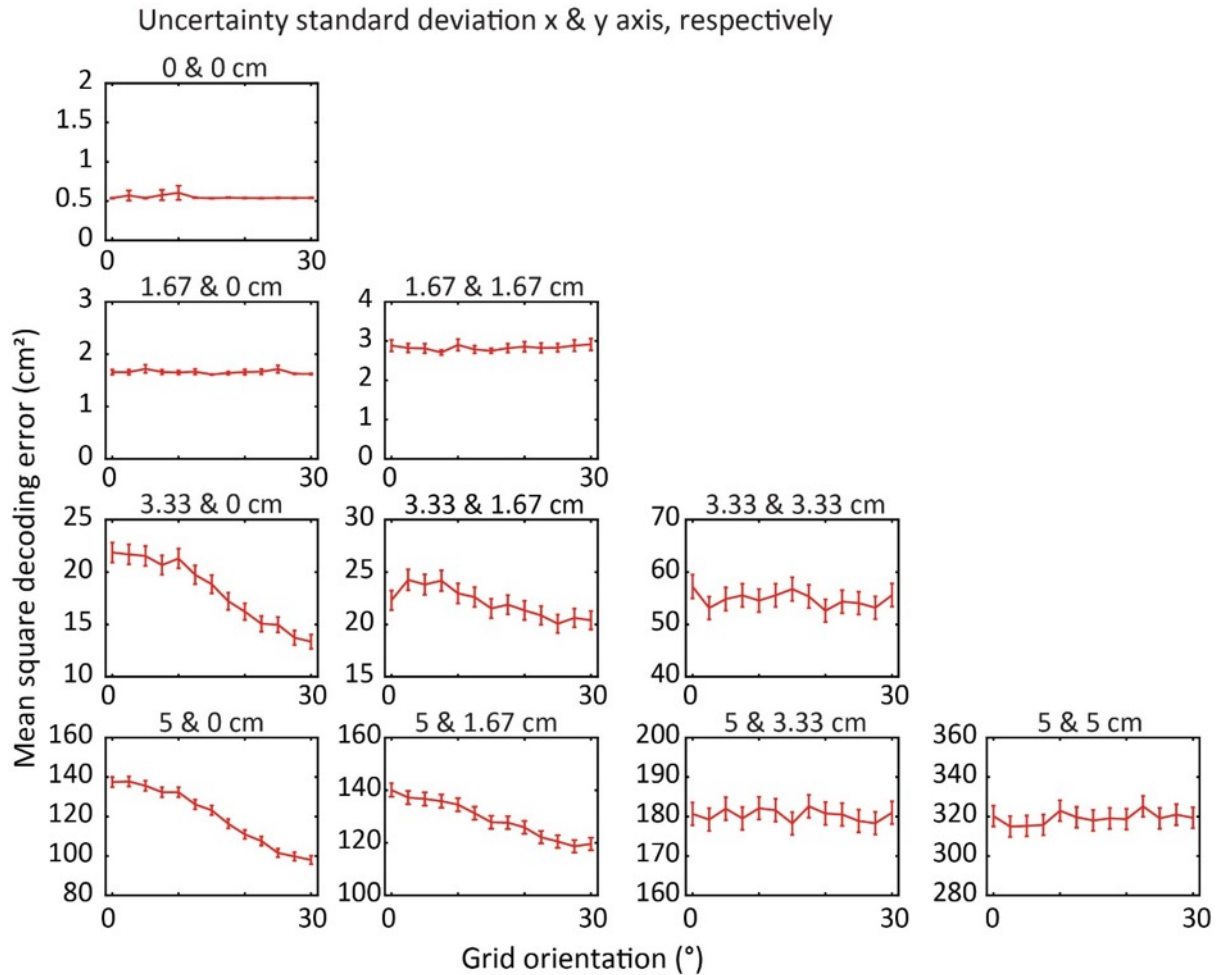 Uncertainty standard deviation x & y axis, respectively
0 & 0 cm
2
1.5
1
0.5
0
0 30
1.67 & 0 cm 1.67 & 1.67 cm
3 4
2 3
1 2
0 1
0
0 30 0 30
3.33 & 0 cm 3.33 & 1.67 cm 3.33 & 3.33 cm
25 30 70
20 25 60
15 20 50
10 15 40
0 30 0 30 0 30
5 & 0 cm 5 & 1.67 cm 5 & 3.33 cm 5 & 5 cm
160 160 200 360
140 140 190 340
120 120 180 320
100 100 170 300
80 160 280
0 30 0 30 0 30 0 30
Mean square decoding error (cm²)
Grid orientation (°)